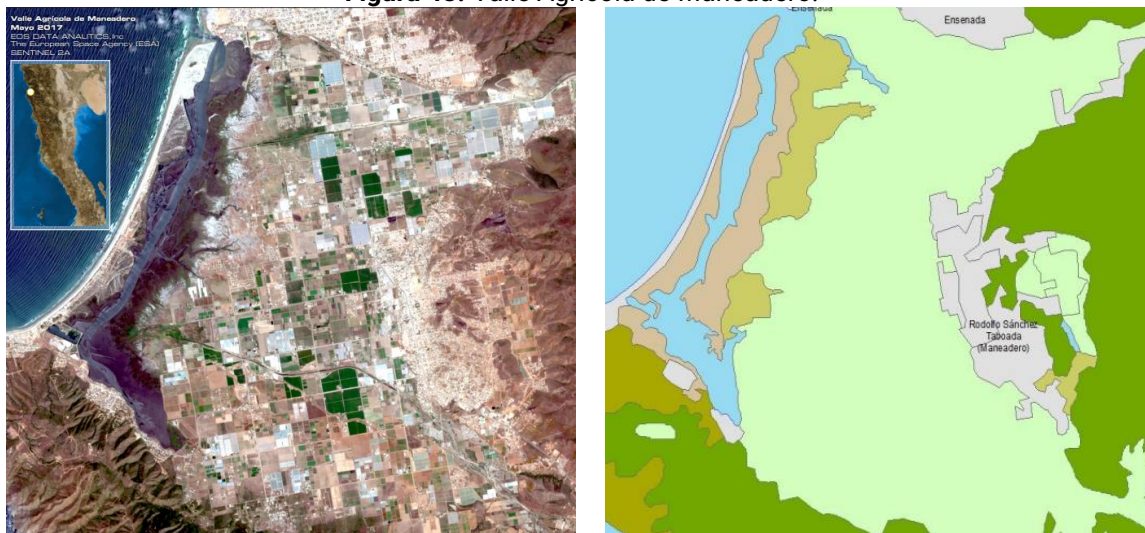 Valle Agrícola de Maneadero
Mayo 2017
EOS DATA ANALITICS,Inc
The European Space Agency (ESA)
SENTINEL 2A
Ensenada
Ensenada
Rodolfo Sánchez
Taboada
(Maneadero)